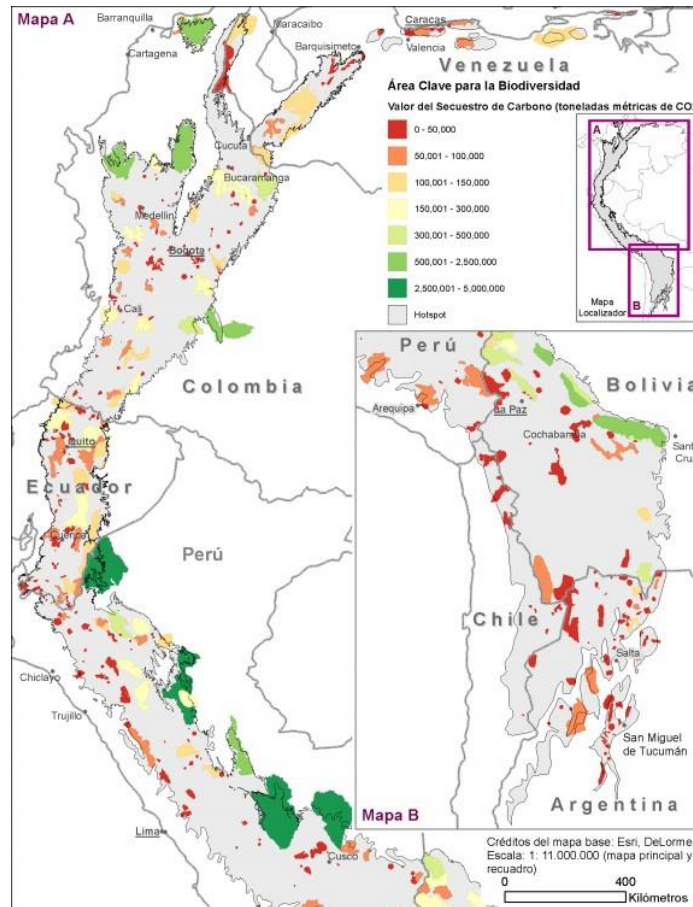 Mapa A
Barranquilla
Cartagena
Maracaibo
Barquisimeto
Caracas
Valencia
Venezuela
Área Clave para la Biodiversidad
Valor del Secuestro de Carbono (toneladas métricas de CO
0 - 50,000
50,001 - 100,000
100,001 - 150,000
150,001 - 300,000
300,001 - 500,000
500,001 - 2,500,000
2,500,001 - 5,000,000
Hotspot
A
B
Mapa
Localizador
Cucuta
Bucaramanga
Medellin
Bogota
Cali
Colombia
Quito
Ecuador
Cuenca
Perú
Chiclayo
Trujillo
Lima
Cusco
Perú
Bolivia
Arequipa
La Paz
Cochabamba
Sant
Cruz
Chile
Salta
San Miguel
de Tucumán
Argentina
Mapa B
Créditos del mapa base: Esri, DeLorme
Escala: 1: 11.000.000 (mapa principal y
recuadro)
0 400
Kilómetros